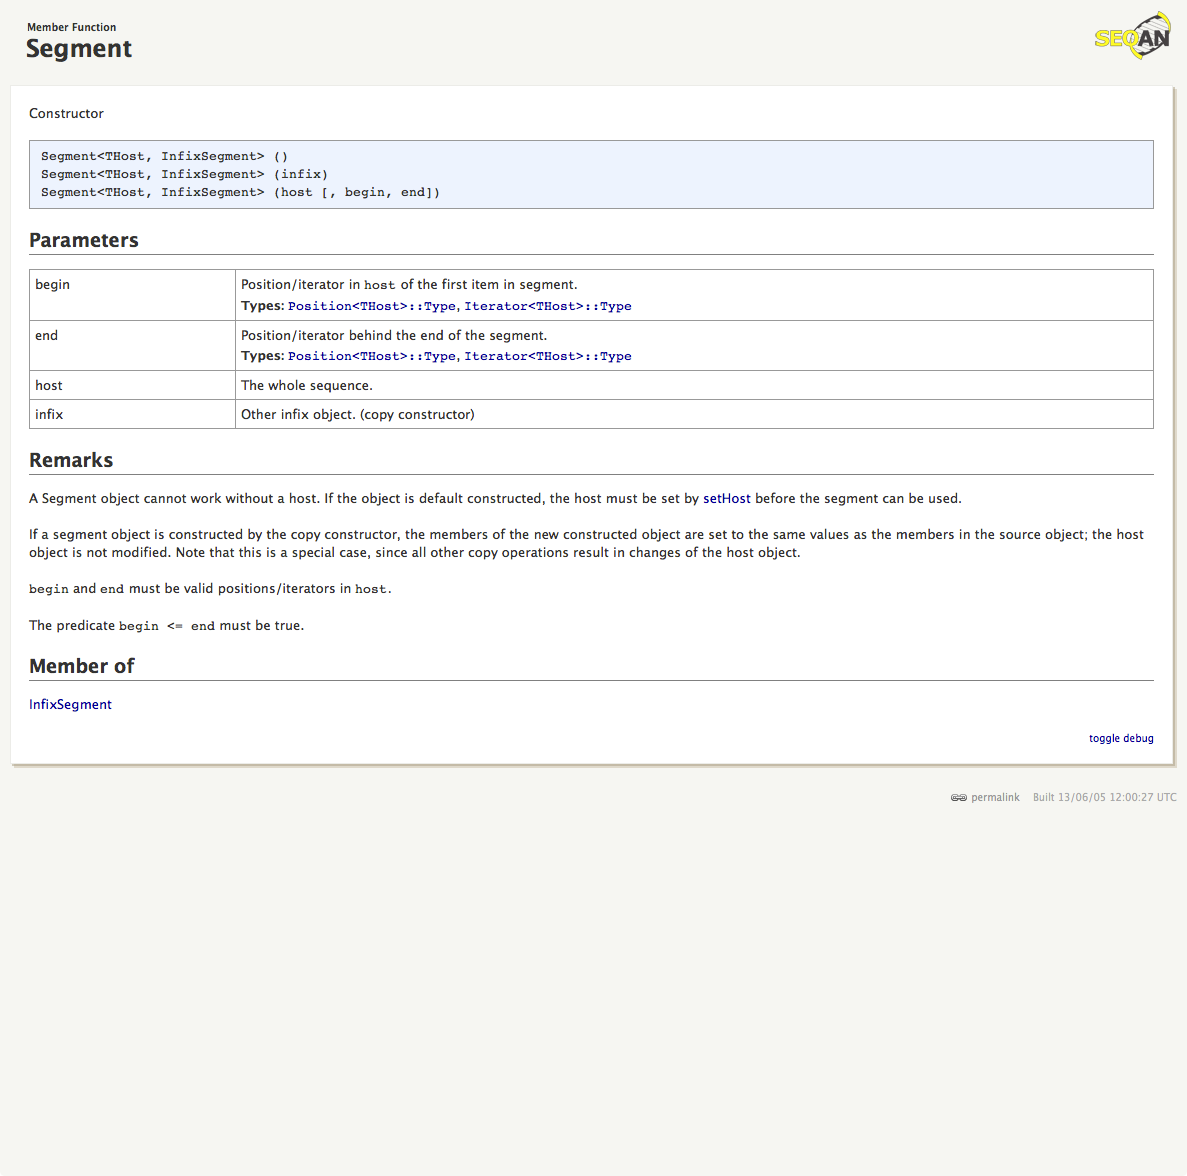 Member Function
Segment
SEQAN
Constructor
Segment<THost, InfixSegment> ()
Segment<THost, InfixSegment> (infix)
Segment<THost, InfixSegment> (host [, begin, end])
Parameters
begin
Position/iterator in host of the first item in segment.
Types: Position<THost>::Type, Iterator<THost>::Type
end
Position/iterator behind the end of the segment.
Types: Position<THost>::Type, Iterator<THost>::Type
host
The whole sequence.
infix
Other infix object. (copy constructor)
Remarks
A Segment object cannot work without a host. If the object is default constructed, the host must be set by setHost before the segment can be used.
If a segment object is constructed by the copy constructor, the members of the new constructed object are set to the same values as the members in the source object; the host
object is not modified. Note that this is a special case, since all other copy operations result in changes of the host object.
begin and end must be valid positions/iterators in host.
The predicate begin <= end must be true.
Member of
InfixSegment
toggle debug
permalink Built 13/06/05 12:00:27 UTC